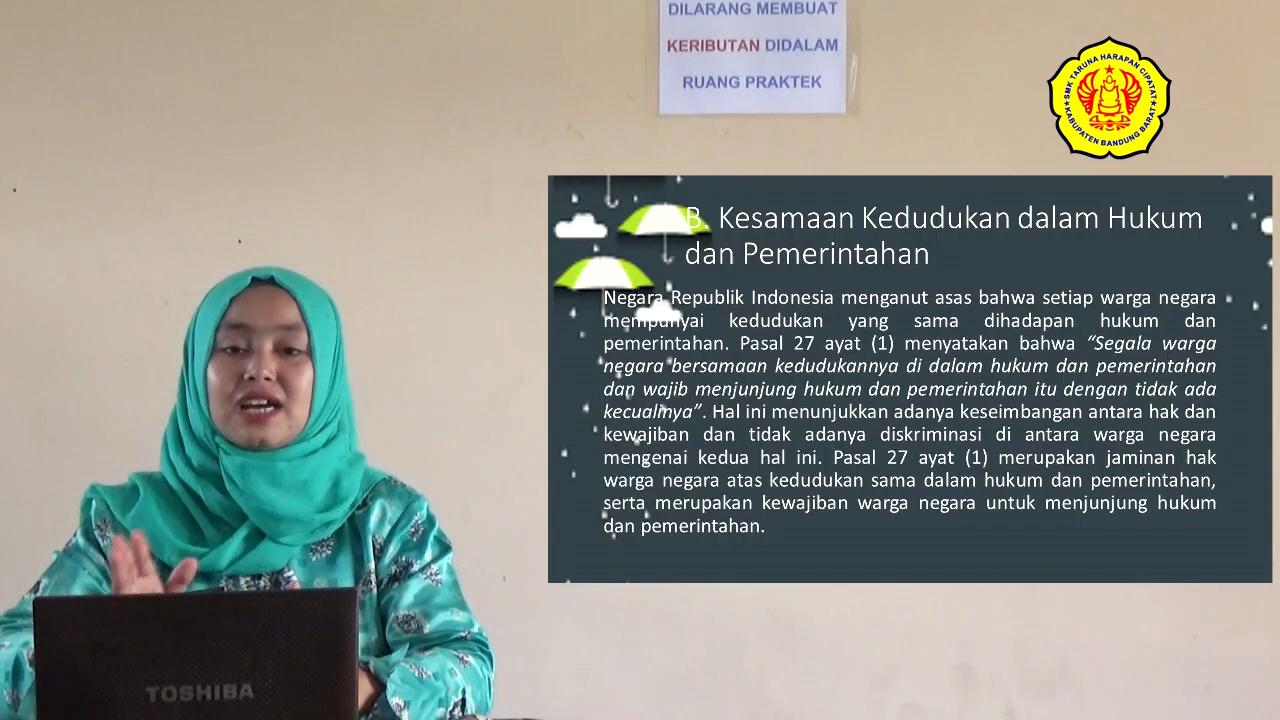 DILARANG MEMBUAT
KERIBUTAN DIDALAM
RUANG PRAKTEK
SMK TARUNA HARAPAN CIPATAT
KABUPATEN BANDUNG BARAT
B. Kesamaan Kedudukan dalam Hukum
dan Pemerintahan
Negara Republik Indonesia menganut asas bahwa setiap warga negara
mempunyai kedudukan yang sama dihadapan hukum dan
pemerintahan. Pasal 27 ayat (1) menyatakan bahwa “Segala warga
negara bersamaan kedudukannya di dalam hukum dan pemerintahan
dan wajib menjunjung hukum dan pemerintahan itu dengan tidak ada
kecualinya”. Hal ini menunjukkan adanya keseimbangan antara hak dan
kewajiban dan tidak adanya diskriminasi di antara warga negara
mengenai kedua hal ini. Pasal 27 ayat (1) merupakan jaminan hak
warga negara atas kedudukan sama dalam hukum dan pemerintahan,
serta merupakan kewajiban warga negara untuk menjunjung hukum
dan pemerintahan.
TOSHIBA